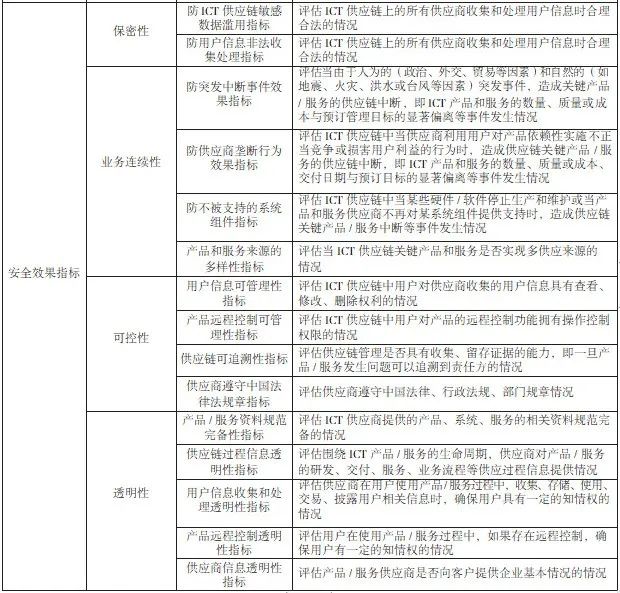 安全效果指标
保密性
防 ICT 供应链敏感
数据滥用指标
评估 ICT 供应链上的所有供应商收集和处理用户信息时合理
合法的情况
防用户信息非法收
集处理指标
评估 ICT 供应链上的所有供应商收集和处理用户信息时合理
合法的情况
业务连续性
防突发中断事件效
果指标
评估当由于人为的（政治、外交、贸易等因素）和自然的（如
地震、火灾、洪水或台风等因素）突发事件，造成关键产品
/ 服务的供应链中断，即 ICT 产品和服务的数量、质量或成
本与预订管理目标的显著偏离等事件发生情况
防供应商垄断行为
效果指标
评估 ICT 供应链中当供应商利用用户对产品依赖性实施不正
当竞争或损害用户利益的行为时，造成供应链关键产品 / 服
务的供应链中断，即 ICT 产品和服务的数量、质量或成本、
交付日期与预订目标的显著偏离等事件发生情况
防不被支持的系统
组件指标
评估 ICT 供应链中当某些硬件 / 软件停止生产和维护或当产
品和服务供应商不再对某系统组件提供支持时，造成供应链
关键产品 / 服务中断等事件发生情况
产品和服务来源的
多样性指标
评估当 ICT 供应链关键产品和服务是否实现多供应来源的
情况
可控性
用户信息可管理性
指标
评估 ICT 供应链中用户对供应商收集的用户信息具有查看、
修改、删除权利的情况
产品远程控制可管
理性指标
评估 ICT 供应链中用户对产品的远程控制功能拥有操作控制
权限的情况
供应链可追溯性指标
评估供应链管理是否具有收集、留存证据的能力，即一旦产
品 / 服务发生问题可以追溯到责任方的情况
供应商遵守中国法
律法规章指标
评估供应商遵守中国法律、行政法规、部门规章情况
透明性
产品 / 服务资料规范
完备性指标
评估 ICT 供应商提供的产品、系统、服务的相关资料规范完
备的情况
供应链过程信息透
明性指标
评估围绕 ICT 产品 / 服务的生命周期，供应商对产品 / 服务
的研发、交付、服务、业务流程等供应过程信息提供情况
用户信息收集和处
理透明性指标
评估供应商在用户使用产品 / 服务过程中，收集、存储、使用、
交易、披露用户相关信息时，确保用户具有一定的知情权的
情况
产品远程控制透明
性指标
评估用户在使用产品 / 服务过程中，如果存在远程控制，确
保用户有一定的知情权的情况
供应商信息透明性
指标
评估产品 / 服务供应商是否向客户提供企业基本情况的情况